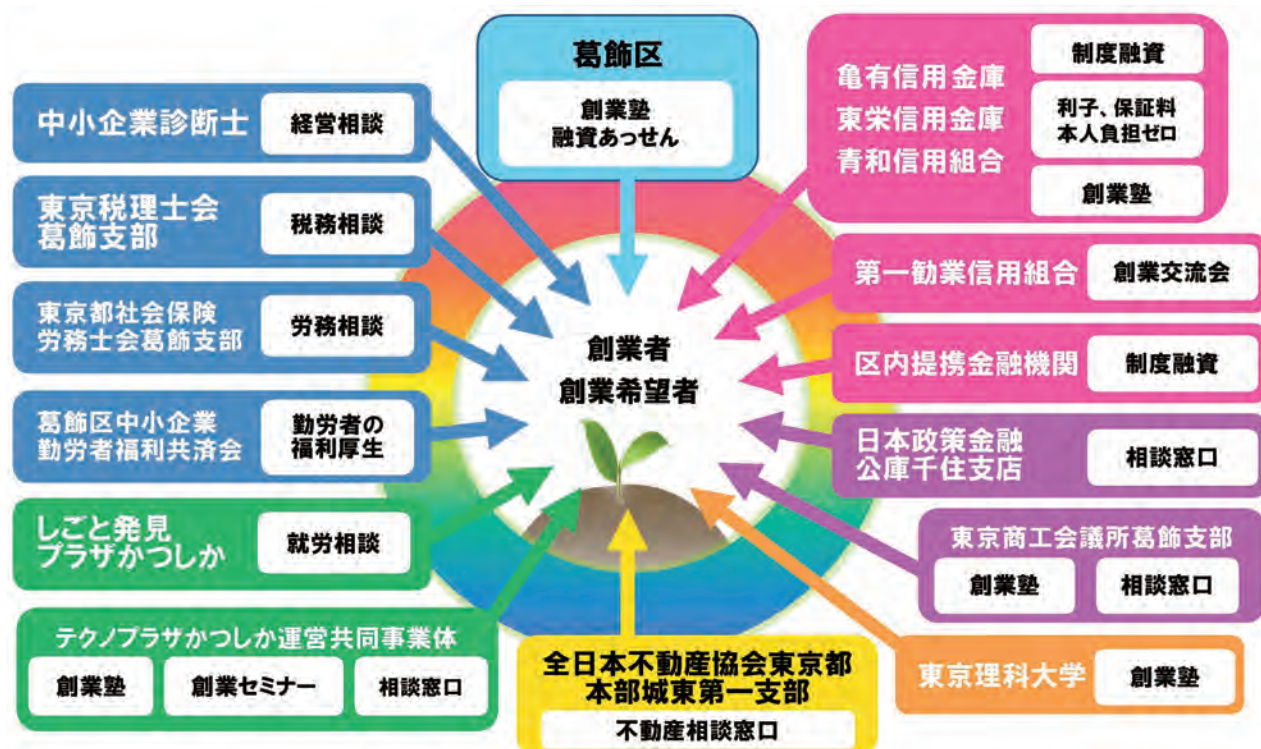 葛飾区
創業塾
融資あっせん
中小企業診断士
経営相談
東京税理士会
葛飾支部
税務相談
東京都社会保険
労務士会葛飾支部
労務相談
葛飾区中小企業
勤労者福利共済会
勤労者の
福利厚生
しごと発見
プラザかつしか
就労相談
テクノプラザかつしか運営共同事業体
創業塾
創業セミナー
相談窓口
創業者
創業希望者
全日本不動産協会東京都
本部城東第一支部
不動産相談窓口
亀有信用金庫
東栄信用金庫
青和信用組合
制度融資
利子、保証料
本人負担ゼロ
創業塾
第一勧業信用組合
創業交流会
区内提携金融機関
制度融資
日本政策金融
公庫千住支店
相談窓口
東京商工会議所葛飾支部
創業塾
相談窓口
東京理科大学
創業塾